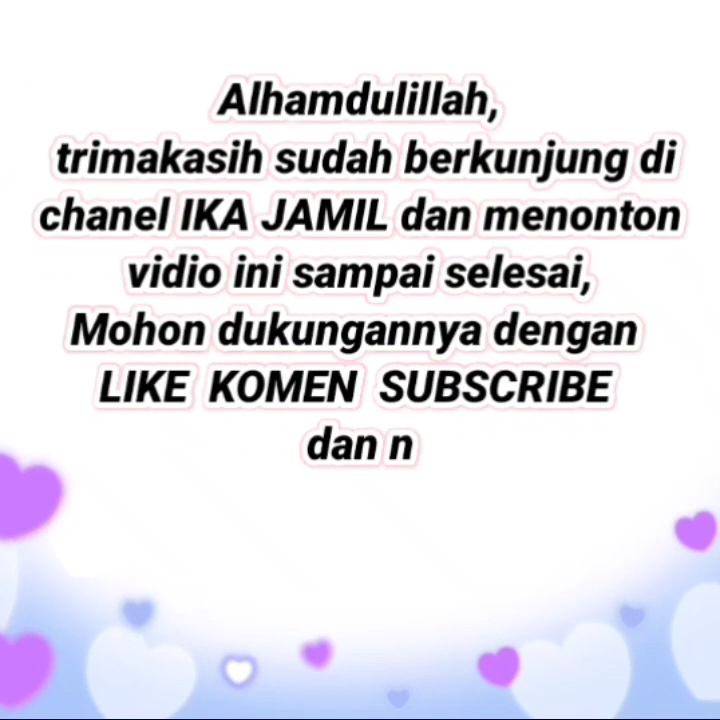 Alhamdulillah,
trimakasih sudah berkunjung di
chanel IKA JAMIL dan menonton
vidio ini sampai selesai,
Mohon dukungannya dengan
LIKE KOMEN SUBSCRIBE
dan n